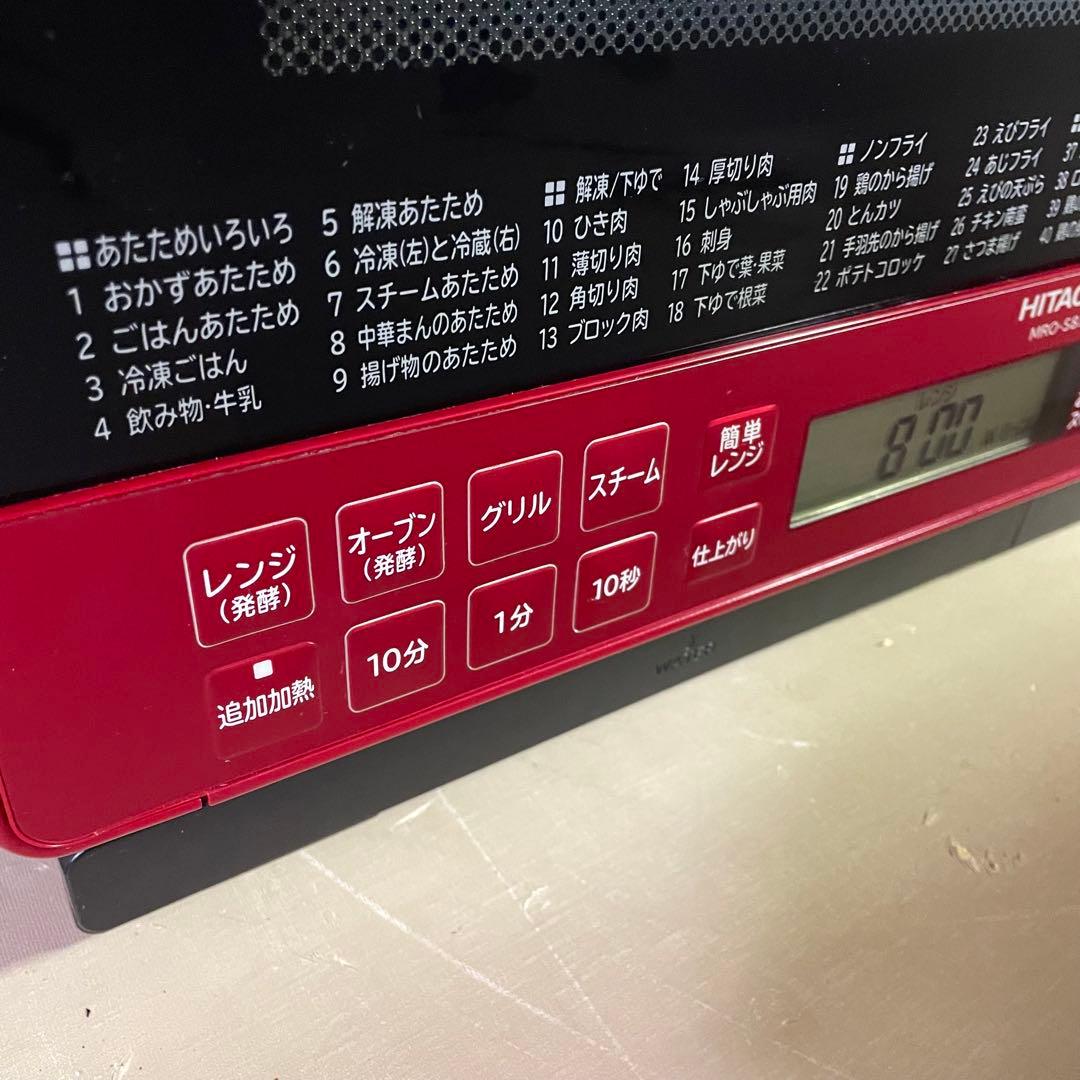 あたためいろいろ
1 おかずあたため
2 ごはんあたため
3 冷凍ごはん
4 飲み物・牛乳
5 解凍あたため
6 冷凍(左)と冷蔵(右)
7 スチームあたため
8 中華まんのあたため
9 揚げ物のあたため
解凍/下ゆで
10 ひき肉
11 薄切り肉
12 角切り肉
13 ブロック肉
14 厚切り肉
15 しゃぶしゃぶ用肉
16 刺身
17 下ゆで葉・果菜
18 下ゆで根菜
ノンフライ
19 鶏のから揚げ
20 とんカツ
21 手羽先のから揚げ
22 ポテトコロッケ
23 えびフライ
24 あじフライ
25 えびの天ぷら
26 チキン南蛮
27 さつま揚げ
37
38
39
40
HITAC
MRO-S8
レンジ
800
レンジ
(発酵)
オーブン
(発酵)
グリル
スチーム
簡単
レンジ
追加加熱
10分
1分
10秒
仕上がり